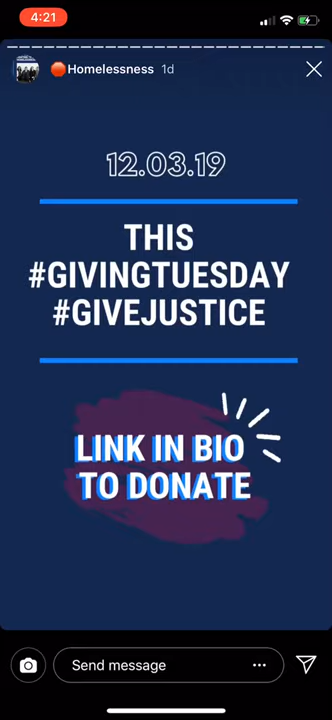 4:21
Homelessness 1d
12.03.19
THIS
#GIVINGTUESDAY
#GIVEJUSTICE
LINK IN BIO
TO DONATE
Send message